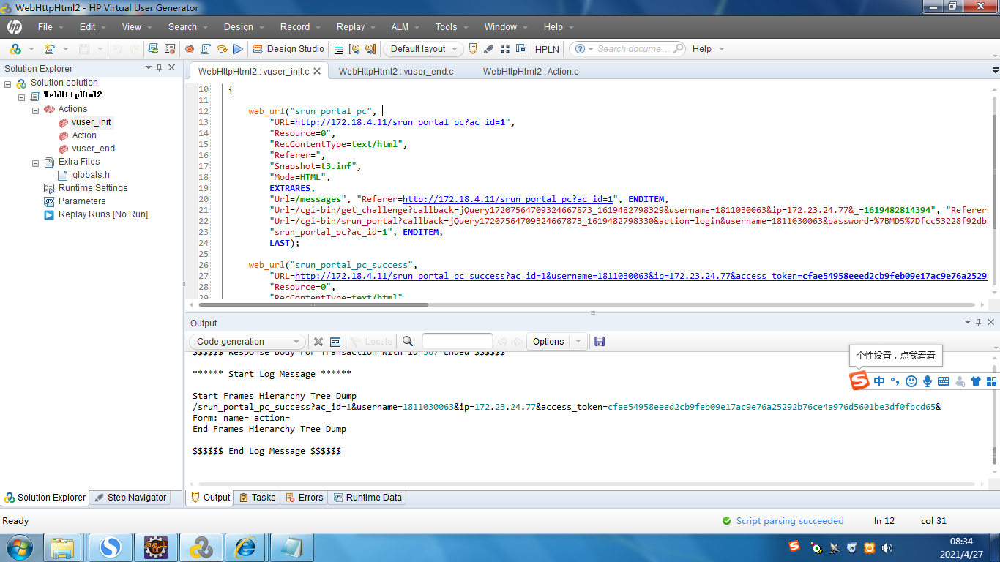 WebHttpHtml2 - HP Virtual User Generator
File Edit View Search Design Record Replay ALM Tools Window Help
Design Studio Default layout HPLN Search docume... Help
Solution Explorer
Solution solution
WebHttpHtml2
Actions
vuser_init
Action
vuser_end
Extra Files
globals.h
Runtime Settings
Parameters
Replay Runs [No Run]
Solution Explorer Step Navigator
WebHttpHtml2 : vuser_init.c WebHttpHtml2 : vuser_end.c WebHttpHtml2 : Action.c
10 {
11
12 web_url("srun_portal_pc",
13 "URL=http://172.18.4.11/srun_portal_pc?ac_id=1",
14 "Resource=0",
15 "RecContentType=text/html",
16 "Referer=",
17 "Snapshot=t3.inf",
18 "Mode=HTML",
19 EXTRARES,
20 "Url=/messages", "Referer=http://172.18.4.11/srun_portal_pc?ac_id=1", ENDITEM,
21 "Url=/cgi-bin/get_challenge?callback=jQuery17207564709324667873_1619482798329&username=1811030063&ip=172.23.24.77&_=1619482814394", "Referer=
22 "Url=/cgi-bin/srun_portal?callback=jQuery17207564709324667873_1619482798330&action=login&username=1811030063&password=%7BMD5%7Dfcc53228f92dba
23 "srun_portal_pc?ac_id=1", ENDITEM,
24 LAST);
25
26 web_url("srun_portal_pc_success",
27 "URL=http://172.18.4.11/srun_portal_pc_success?ac_id=1&username=1811030063&ip=172.23.24.77&access_token=cfae54958eeed2cb9feb09e17ac9e76a25292
28 "Resource=0",
29 "RecContentType=text/html"
Output
Code generation Locate Options
$$$$$$ Response Body For Transaction With Id 567 Ended $$$$$$
****** Start Log Message ******
Start Frames Hierarchy Tree Dump
/srun_portal_pc_success?ac_id=1&username=1811030063&ip=172.23.24.77&access_token=cfae54958eeed2cb9feb09e17ac9e76a25292b76ce4a976d5601be3df0fbcd65&
Form: name= action=
End Frames Hierarchy Tree Dump
$$$$$$ End Log Message $$$$$$
个性设置，点我看看
中
Output Tasks Errors Runtime Data
Ready Script parsing succeeded ln 12 col 31
Java EE
IDE
08:34
2021/4/27